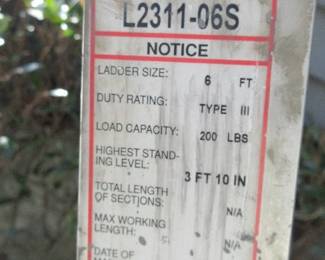 L2311-06S
NOTICE
LADDER SIZE: 6 FT
DUTY RATING: TYPE III
LOAD CAPACITY: 200 LBS
HIGHEST STAND-
ING LEVEL: 3 FT 10 IN
TOTAL LENGTH
OF SECTIONS: N/A
MAX WORKING
LENGTH: N/A
DATE OF